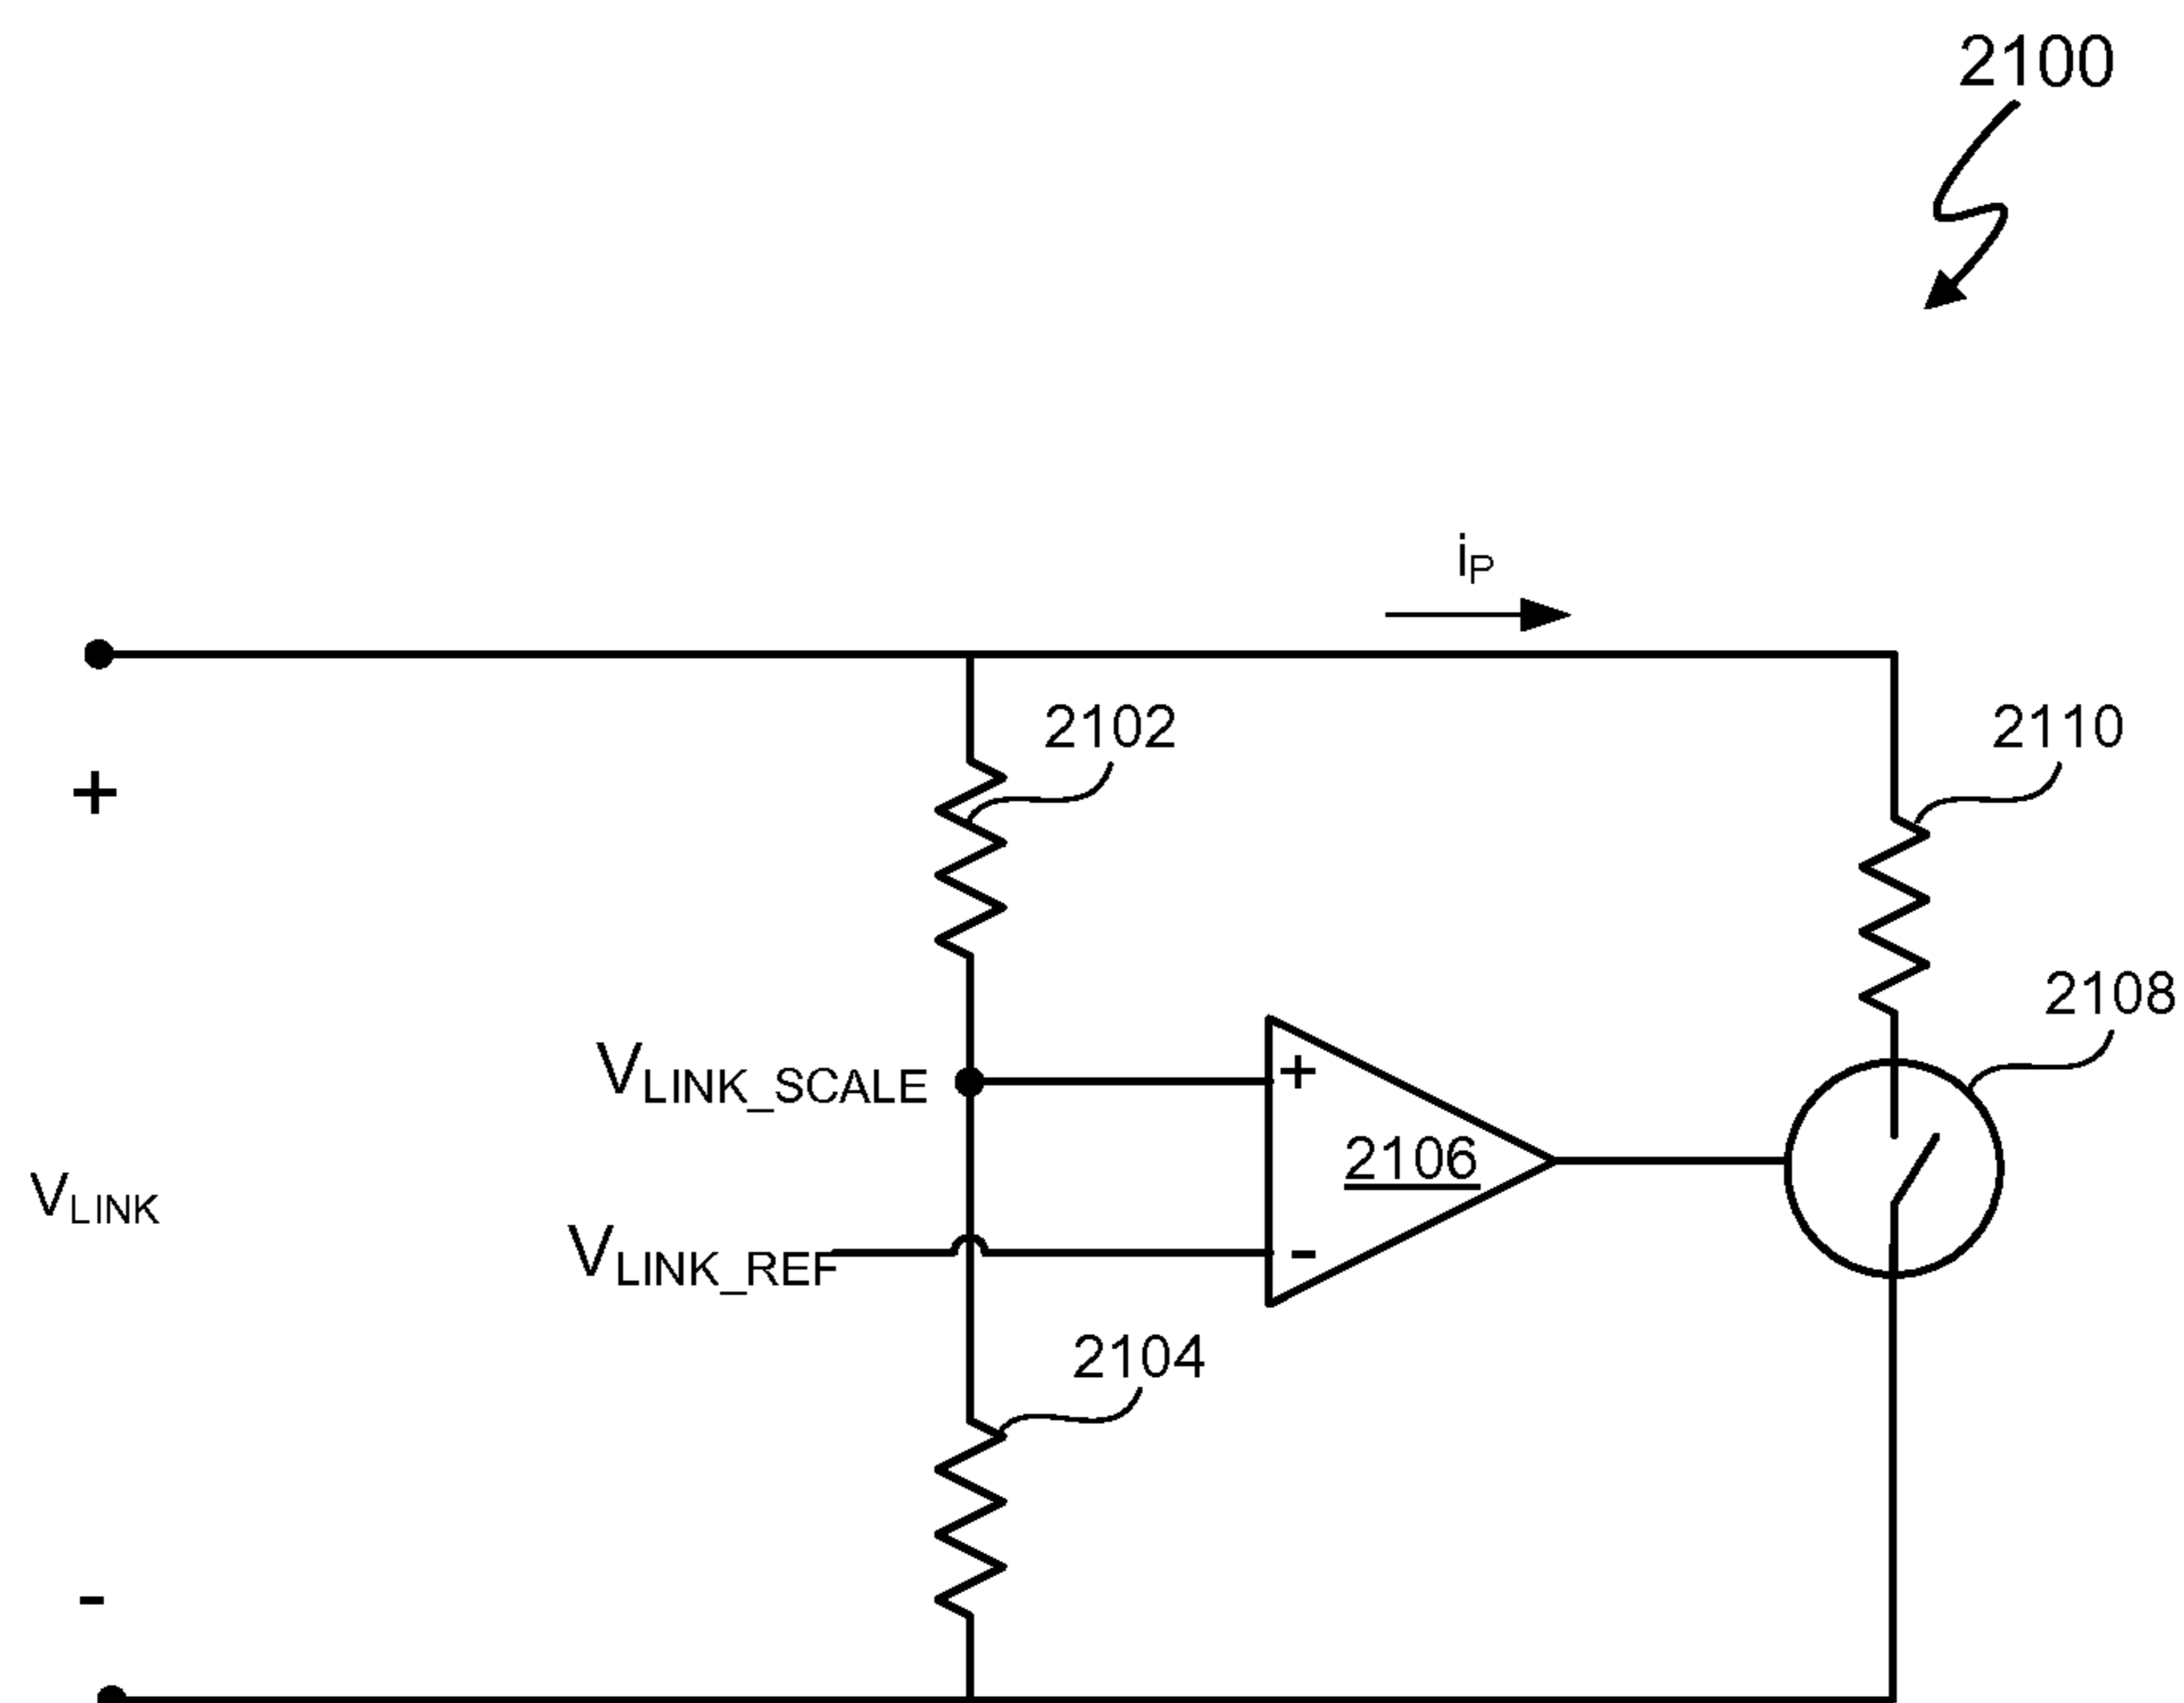 2100
iP
2102
2110
+
2108
VLINK_SCALE
+
2106
VLINK
VLINK_REF
-
2104
-